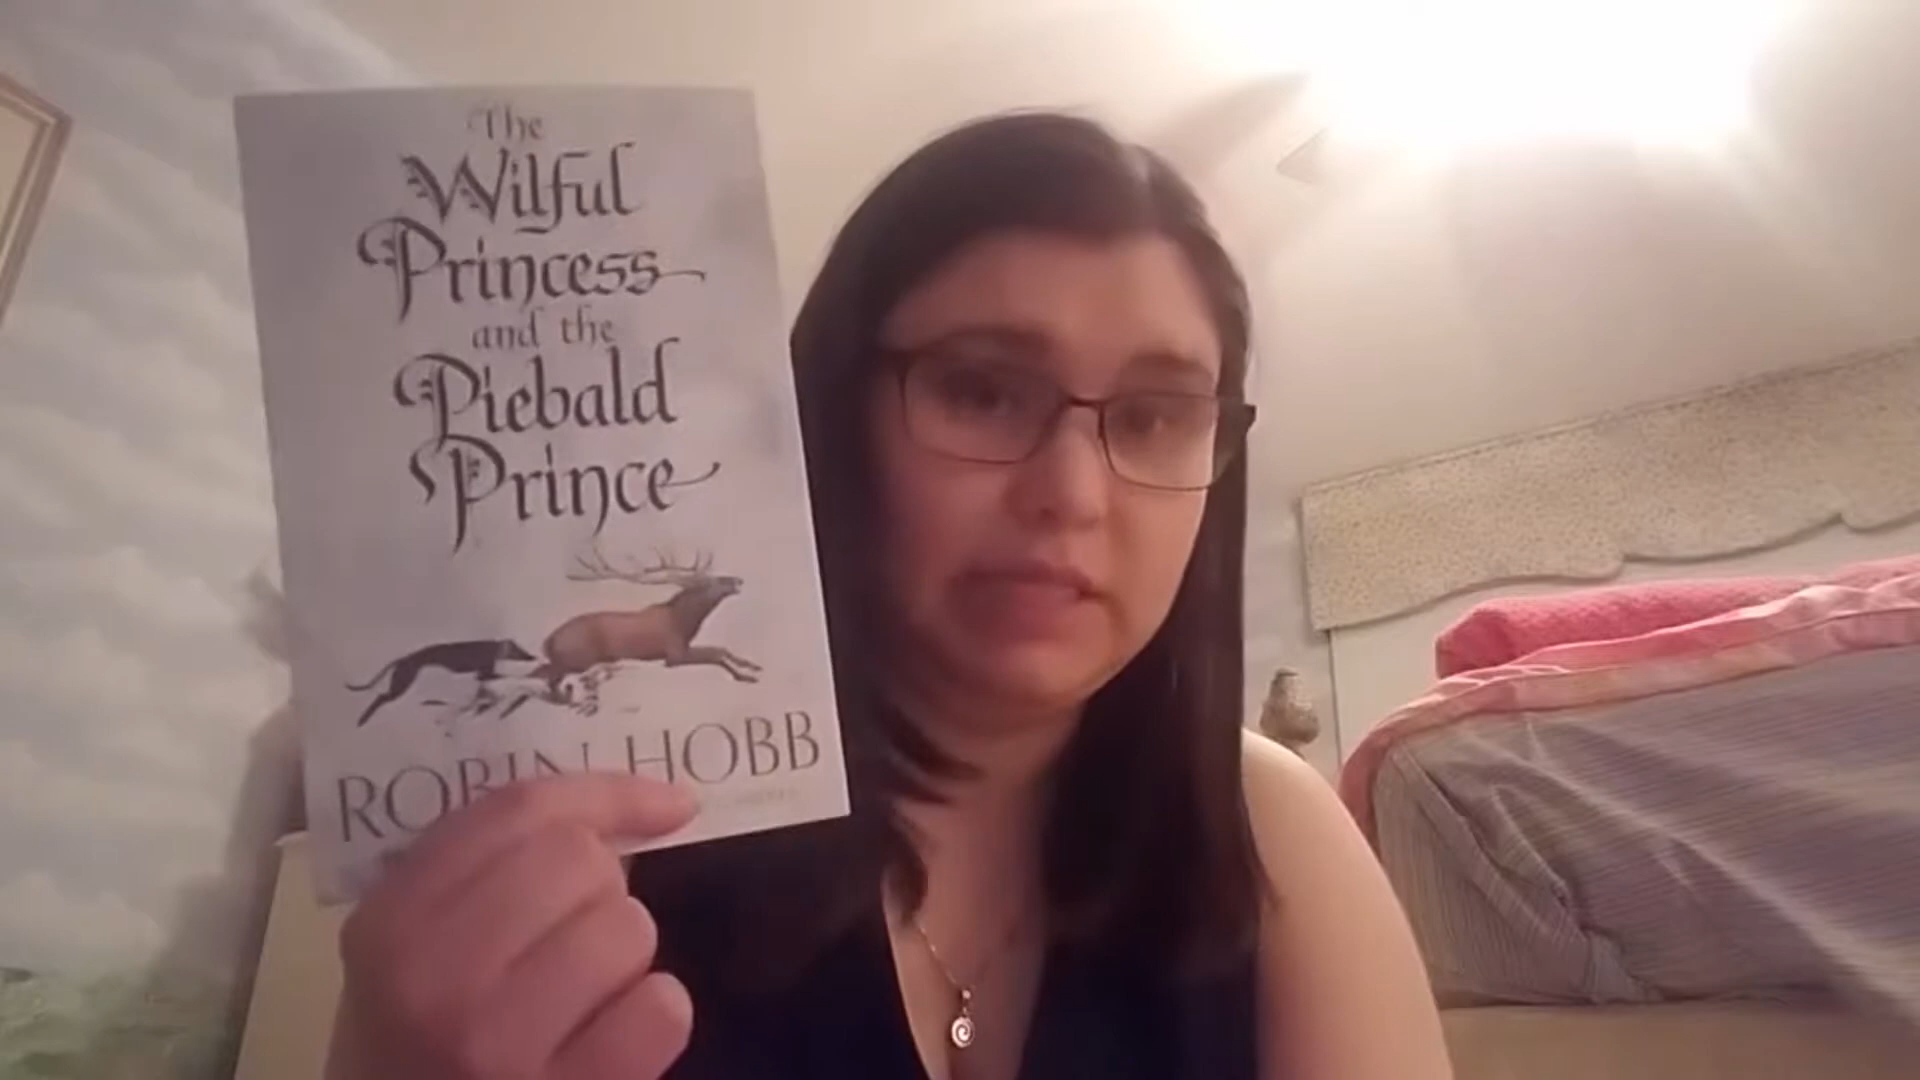 The
Wilful
Princess
and the
Piebald
Prince
ROBIN HOBB